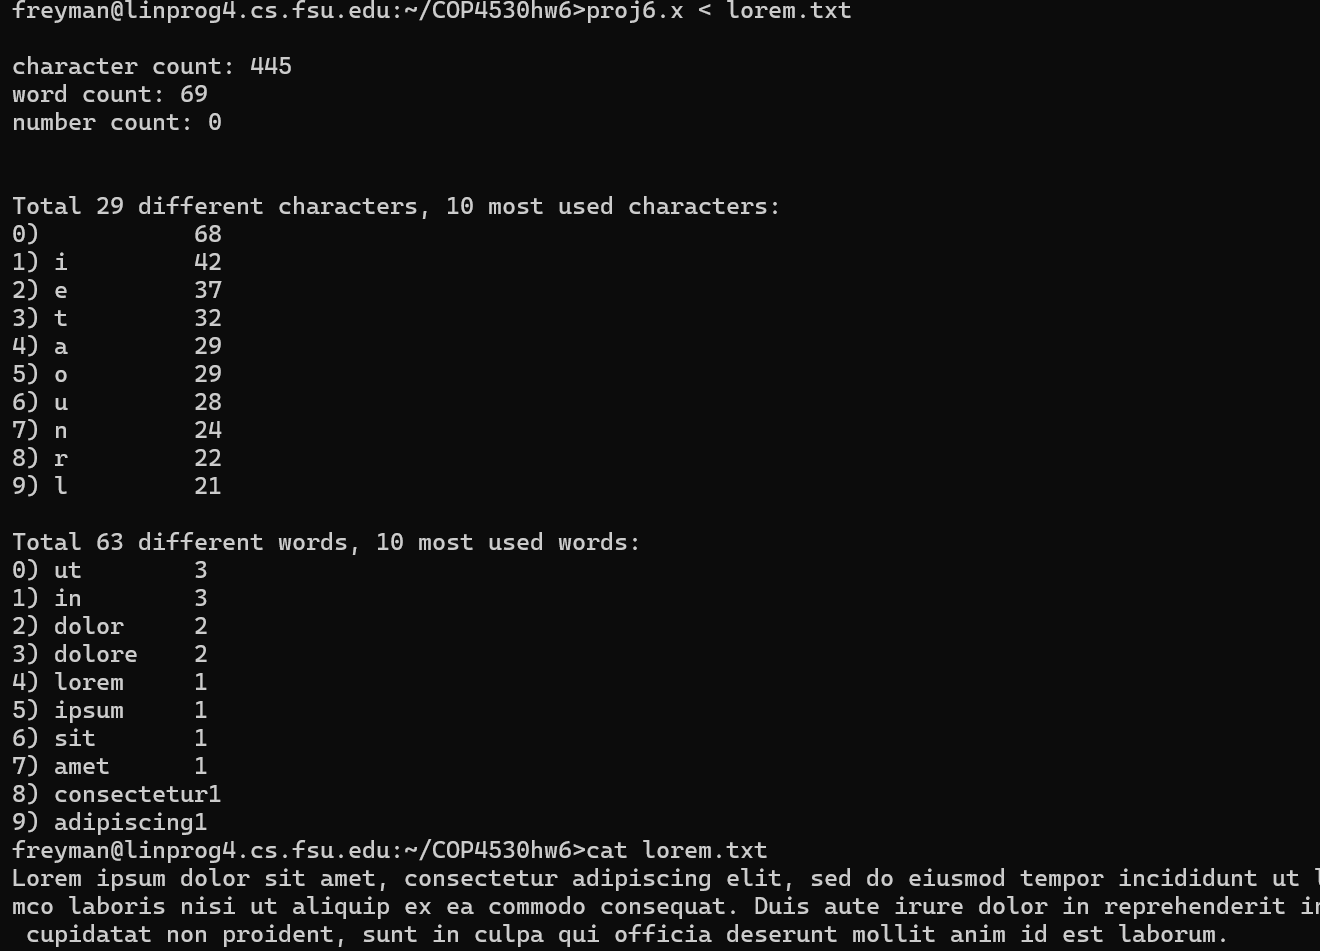 freyman@linprog4.cs.fsu.edu:~/COP4530hw6>proj6.x < lorem.txt
character count: 445
word count: 69
number count: 0
Total 29 different characters, 10 most used characters:
0)           68
1) i         42
2) e         37
3) t         32
4) a         29
5) o         29
6) u         28
7) n         24
8) r         22
9) l         21
Total 63 different words, 10 most used words:
0) ut        3
1) in        3
2) dolor     2
3) dolore    2
4) lorem     1
5) ipsum     1
6) sit       1
7) amet      1
8) consectetur1
9) adipiscing1
freyman@linprog4.cs.fsu.edu:~/COP4530hw6>cat lorem.txt
Lorem ipsum dolor sit amet, consectetur adipiscing elit, sed do eiusmod tempor incididunt ut l
mco laboris nisi ut aliquip ex ea commodo consequat. Duis aute irure dolor in reprehenderit in
 cupidatat non proident, sunt in culpa qui officia deserunt mollit anim id est laborum.